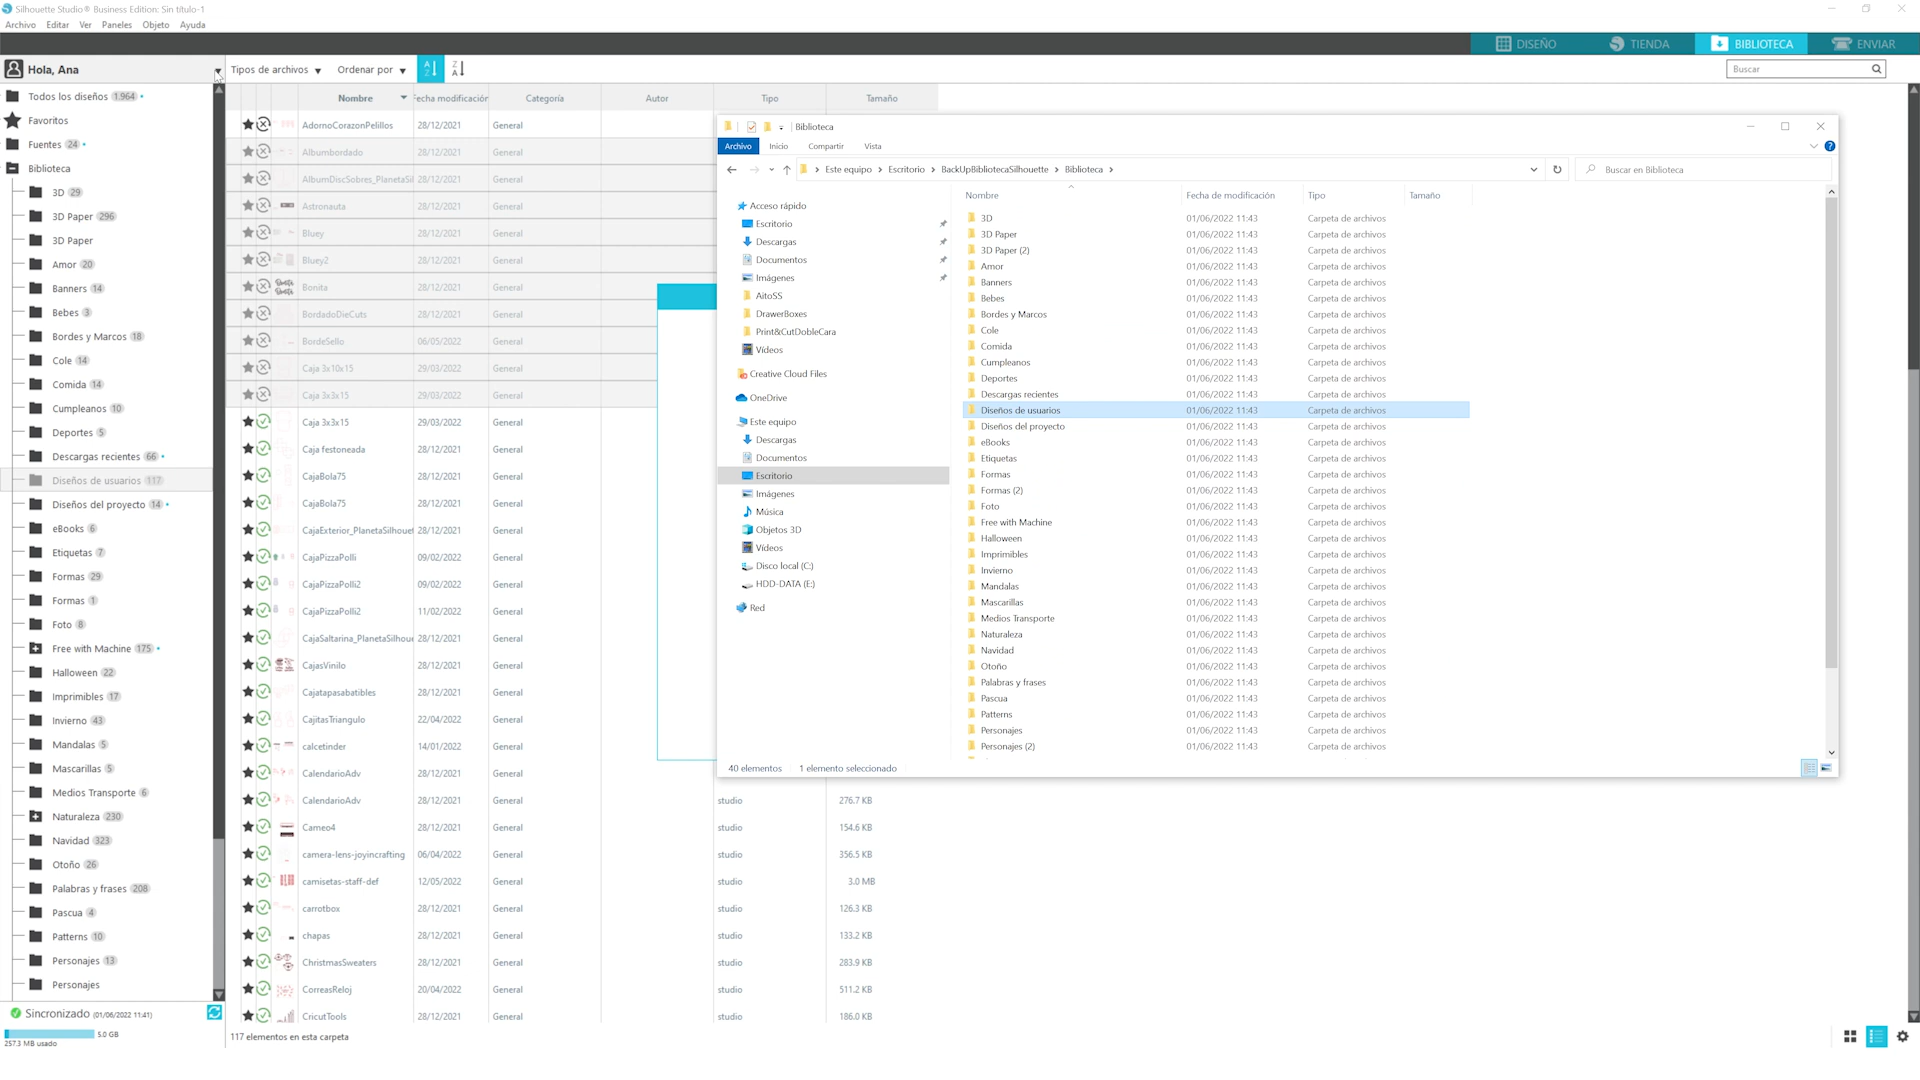 Silhouette Studio® Business Edition: Sin título-1
Archivo Editar Ver Paneles Objeto Ayuda
DISEÑO TIENDA BIBLIOTECA ENVIAR
Hola, Ana
Tipos de archivos Ordenar por
Buscar
Todos los diseños 1.964
Favoritos
Fuentes 24
Biblioteca
3D 29
3D Paper 296
3D Paper
Amor 20
Banners 14
Bebes 3
Bordes y Marcos 18
Cole 14
Comida 14
Cumpleanos 10
Deportes 5
Descargas recientes 66
Diseños de usuarios 117
Diseños del proyecto 14
eBooks 6
Etiquetas 7
Formas 29
Formas 1
Foto 8
Free with Machine 175
Halloween 22
Imprimibles 17
Invierno 43
Mandalas 5
Mascarillas 5
Medios Transporte 6
Naturaleza 230
Navidad 323
Otoño 26
Palabras y frases 208
Pascua 4
Patterns 10
Personajes 13
Personajes
Sincronizado (01/06/2022 11:41)
5.0 GB
257.3 MB usado
Nombre Fecha modificación Categoría Autor Tipo Tamaño
AdornoCorazonPelillos 28/12/2021 General
Albumbordado 28/12/2021 General
AlbumDiscSobres_PlanetaSil 28/12/2021 General
Astronauta 28/12/2021 General
Bluey 28/12/2021 General
Bluey2 28/12/2021 General
Bonita 28/12/2021 General
BordadoDieCuts 28/12/2021 General
BordeSello 06/05/2022 General
Caja 3x10x15 29/03/2022 General
Caja 3x3x15 29/03/2022 General
Caja 3x3x15 29/03/2022 General
Caja festoneada 28/12/2021 General
CajaBola75 28/12/2021 General
CajaBola75 28/12/2021 General
CajaExterior_PlanetaSilhouet 28/12/2021 General
CajaPizzaPolli 09/02/2022 General
CajaPizzaPolli2 09/02/2022 General
CajaPizzaPolli2 11/02/2022 General
CajaSaltarina_PlanetaSilhou 28/12/2021 General
CajasVinilo 28/12/2021 General
Cajatapasabatibles 28/12/2021 General
CajitasTriangulo 22/04/2022 General
calcetinder 14/01/2022 General
CalendarioAdv 28/12/2021 General
CalendarioAdv 28/12/2021 General studio 276.7 KB
Cameo4 28/12/2021 General studio 154.6 KB
camera-lens-joyincrafting 06/04/2022 General studio 356.5 KB
camisetas-staff-def 12/05/2022 General studio 3.0 MB
carrotbox 28/12/2021 General studio 126.3 KB
chapas 28/12/2021 General studio 133.2 KB
ChristmasSweaters 28/12/2021 General studio 283.9 KB
CorreasReloj 20/04/2022 General studio 511.2 KB
CricutTools 28/12/2021 General studio 186.0 KB
117 elementos en esta carpeta
Biblioteca
Archivo Inicio Compartir Vista
Este equipo > Escritorio > BackUpBibliotecaSilhouette > Biblioteca >
Buscar en Biblioteca
Acceso rápido
Escritorio
Descargas
Documentos
Imágenes
AitoSS
DrawerBoxes
Print&CutDobleCara
Vídeos
Creative Cloud Files
OneDrive
Este equipo
Descargas
Documentos
Escritorio
Imágenes
Música
Objetos 3D
Vídeos
Disco local (C:)
HDD-DATA (E:)
Red
Nombre Fecha de modificación Tipo Tamaño
3D 01/06/2022 11:43 Carpeta de archivos
3D Paper 01/06/2022 11:43 Carpeta de archivos
3D Paper (2) 01/06/2022 11:43 Carpeta de archivos
Amor 01/06/2022 11:43 Carpeta de archivos
Banners 01/06/2022 11:43 Carpeta de archivos
Bebes 01/06/2022 11:43 Carpeta de archivos
Bordes y Marcos 01/06/2022 11:43 Carpeta de archivos
Cole 01/06/2022 11:43 Carpeta de archivos
Comida 01/06/2022 11:43 Carpeta de archivos
Cumpleanos 01/06/2022 11:43 Carpeta de archivos
Deportes 01/06/2022 11:43 Carpeta de archivos
Descargas recientes 01/06/2022 11:43 Carpeta de archivos
Diseños de usuarios 01/06/2022 11:43 Carpeta de archivos
Diseños del proyecto 01/06/2022 11:43 Carpeta de archivos
eBooks 01/06/2022 11:43 Carpeta de archivos
Etiquetas 01/06/2022 11:43 Carpeta de archivos
Formas 01/06/2022 11:43 Carpeta de archivos
Formas (2) 01/06/2022 11:43 Carpeta de archivos
Foto 01/06/2022 11:43 Carpeta de archivos
Free with Machine 01/06/2022 11:43 Carpeta de archivos
Halloween 01/06/2022 11:43 Carpeta de archivos
Imprimibles 01/06/2022 11:43 Carpeta de archivos
Invierno 01/06/2022 11:43 Carpeta de archivos
Mandalas 01/06/2022 11:43 Carpeta de archivos
Mascarillas 01/06/2022 11:43 Carpeta de archivos
Medios Transporte 01/06/2022 11:43 Carpeta de archivos
Naturaleza 01/06/2022 11:43 Carpeta de archivos
Navidad 01/06/2022 11:43 Carpeta de archivos
Otoño 01/06/2022 11:43 Carpeta de archivos
Palabras y frases 01/06/2022 11:43 Carpeta de archivos
Pascua 01/06/2022 11:43 Carpeta de archivos
Patterns 01/06/2022 11:43 Carpeta de archivos
Personajes 01/06/2022 11:43 Carpeta de archivos
Personajes (2) 01/06/2022 11:43 Carpeta de archivos
40 elementos 1 elemento seleccionado